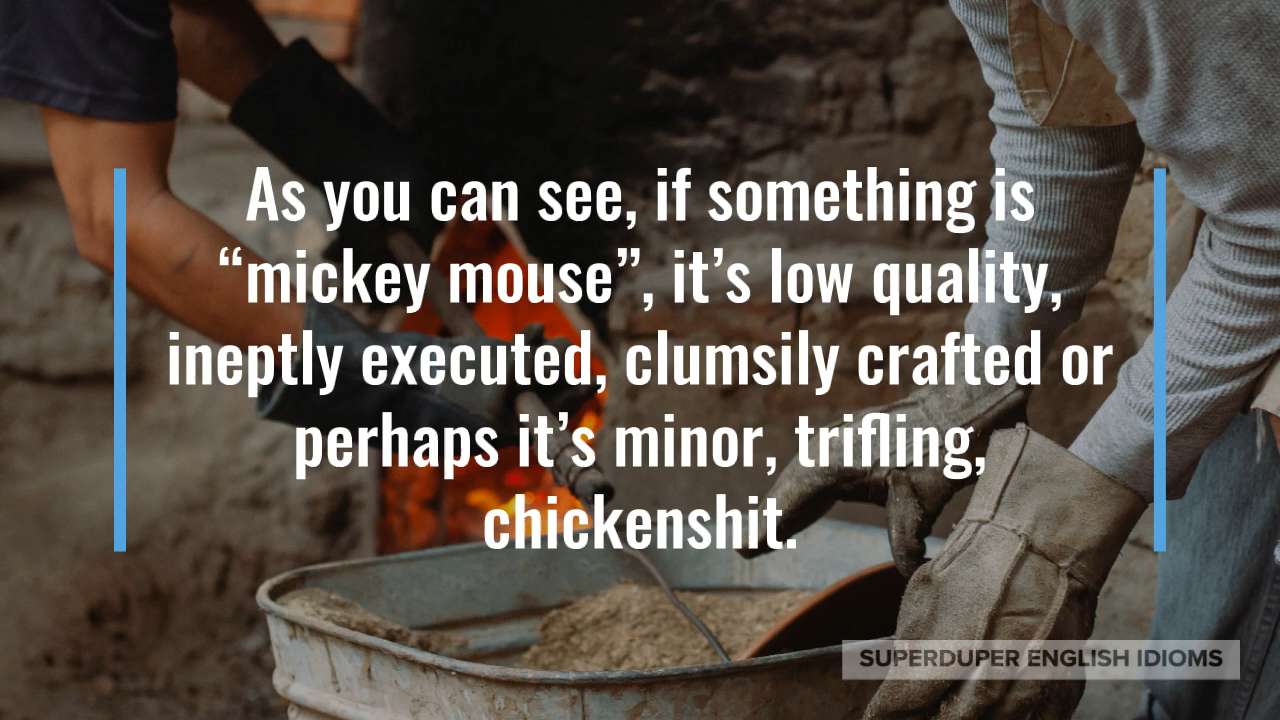 As you can see, if something is
“mickey mouse”, it’s low quality,
ineptly executed, clumsily crafted or
perhaps it’s minor, trifling,
chickenshit.
SUPERDUPER ENGLISH IDIOMS